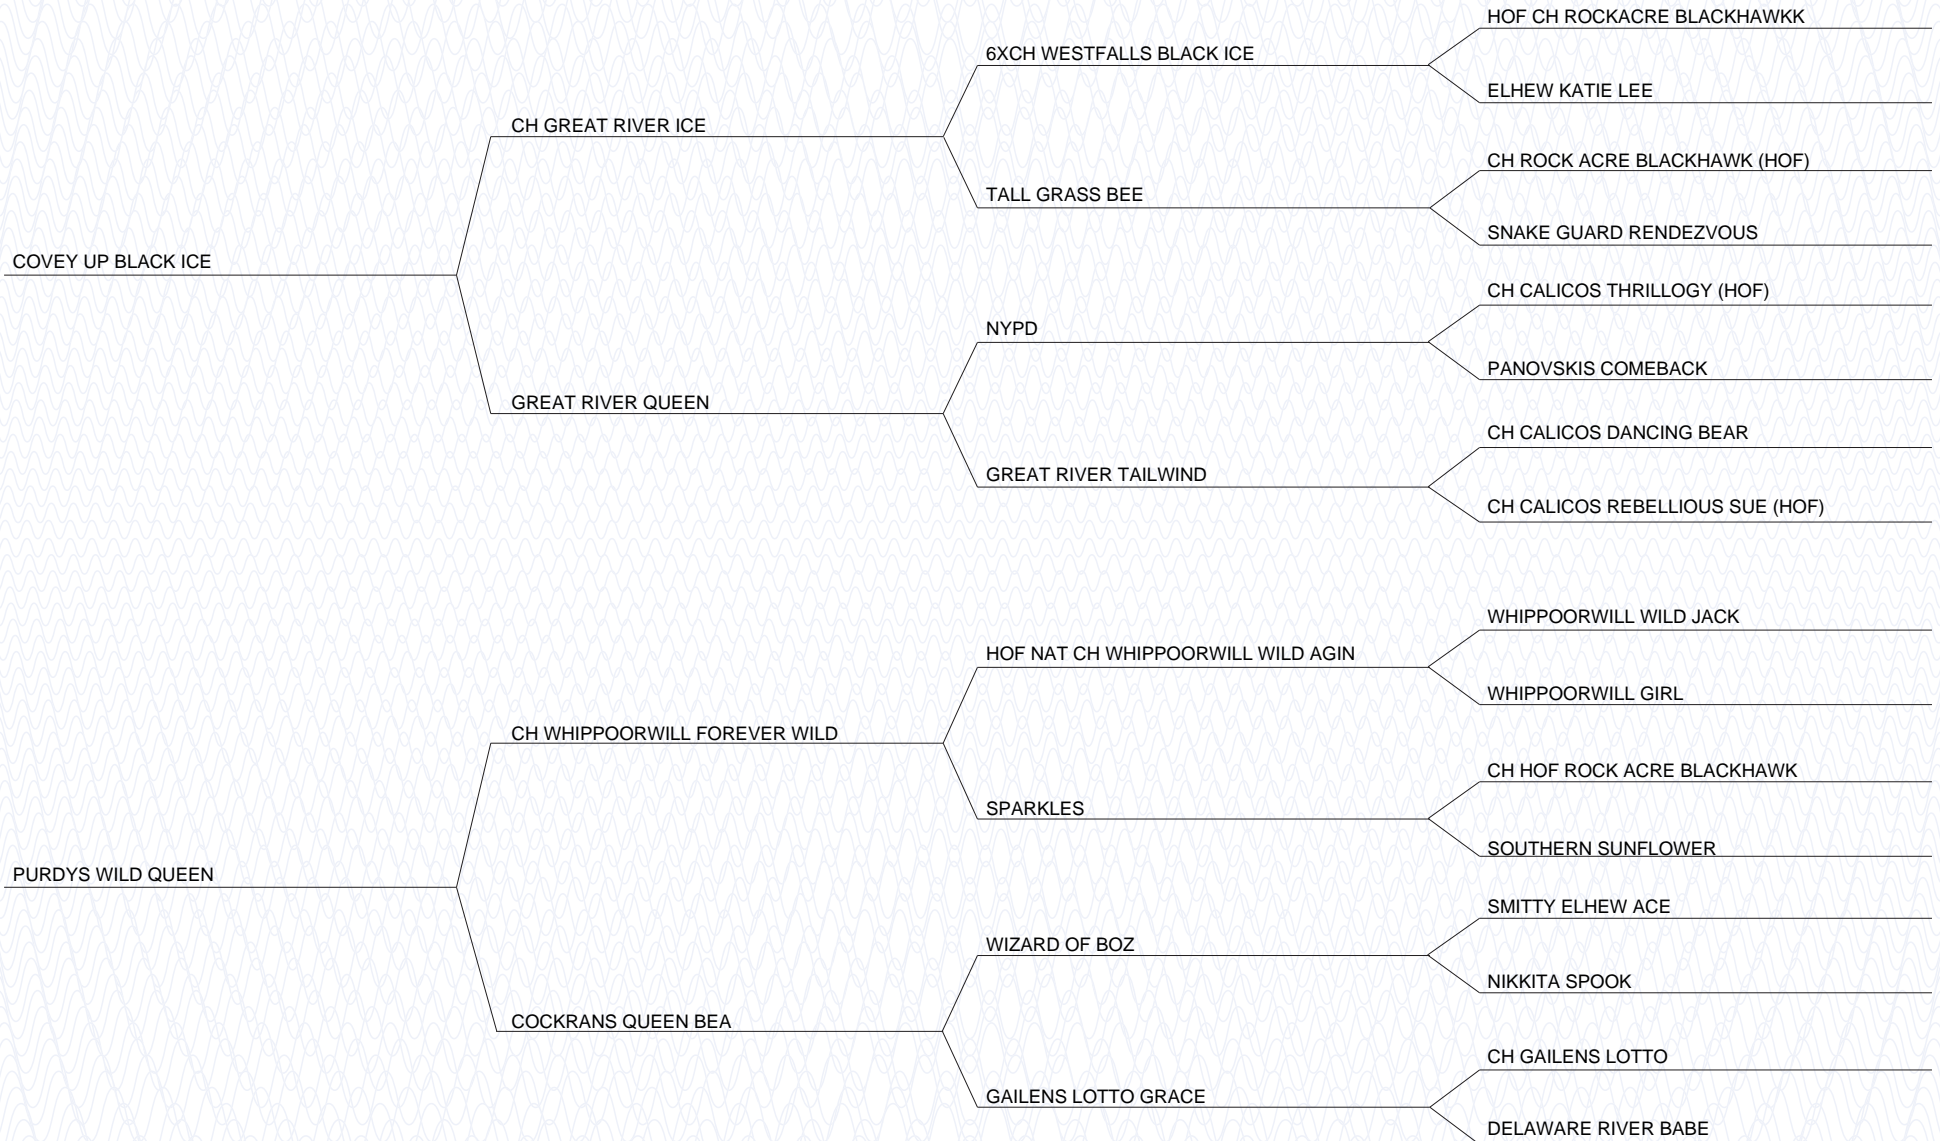 HOF CH ROCKACRE BLACKHAWKK
6XCH WESTFALLS BLACK ICE
ELHEW KATIE LEE
CH GREAT RIVER ICE
CH ROCK ACRE BLACKHAWK (HOF)
TALL GRASS BEE
SNAKE GUARD RENDEZVOUS
COVEY UP BLACK ICE
CH CALICOS THRILLOGY (HOF)
NYPD
PANOVSKIS COMEBACK
GREAT RIVER QUEEN
CH CALICOS DANCING BEAR
GREAT RIVER TAILWIND
CH CALICOS REBELLIOUS SUE (HOF)
WHIPPOORWILL WILD JACK
HOF NAT CH WHIPPOORWILL WILD AGIN
WHIPPOORWILL GIRL
CH WHIPPOORWILL FOREVER WILD
CH HOF ROCK ACRE BLACKHAWK
SPARKLES
SOUTHERN SUNFLOWER
PURDYS WILD QUEEN
SMITTY ELHEW ACE
WIZARD OF BOZ
NIKKITA SPOOK
COCKRANS QUEEN BEA
CH GAILENS LOTTO
GAILENS LOTTO GRACE
DELAWARE RIVER BABE